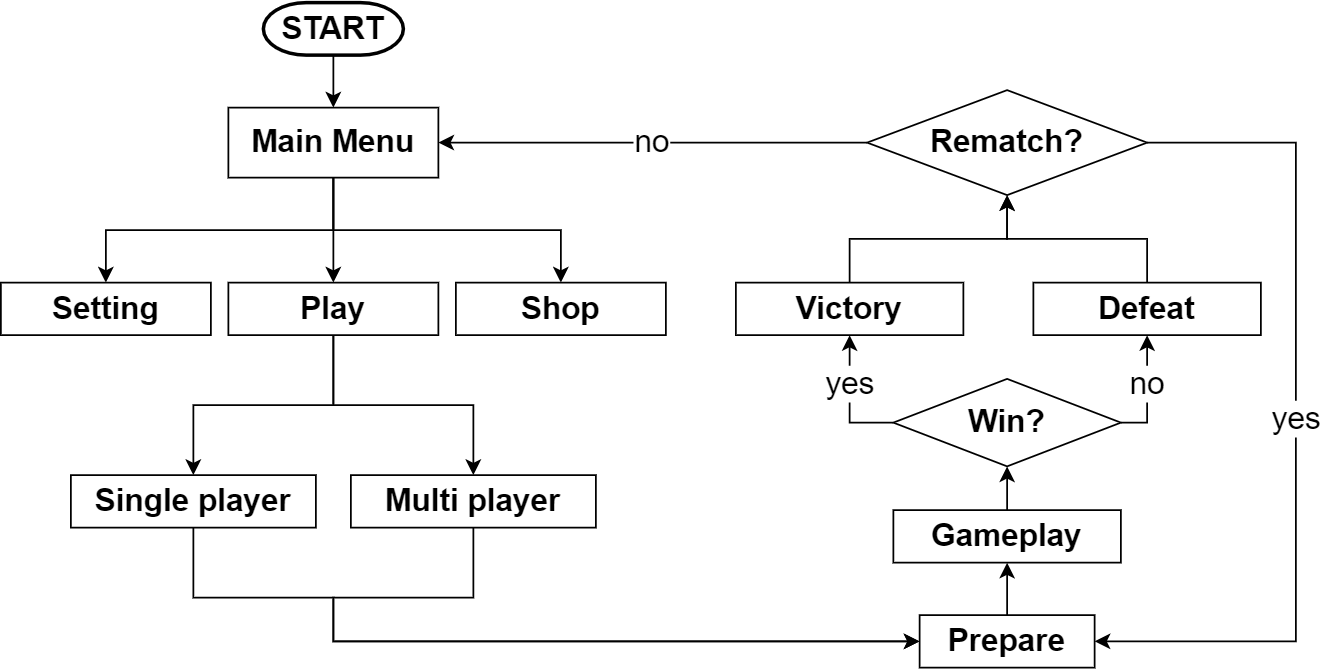 START
Main Menu
no
Rematch?
Setting
Play
Shop
Victory
Defeat
yes
no
Win?
yes
Single player
Multi player
Gameplay
Prepare